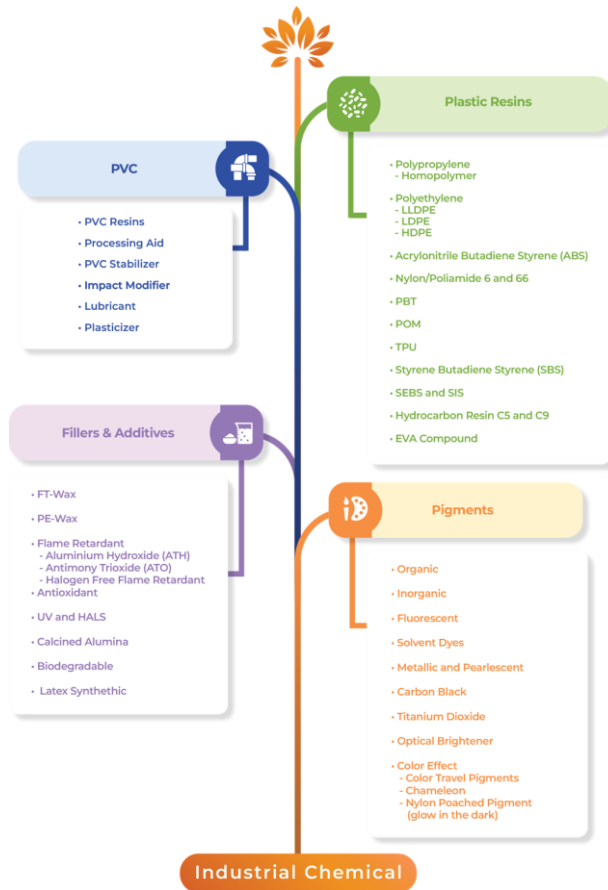 Plastic Resins
• Polypropylene
- Homopolymer
• Polyethylene
- LLDPE
- LDPE
- HDPE
• Acrylonitrile Butadiene Styrene (ABS)
• Nylon/Poliamide 6 and 66
• PBT
• POM
• TPU
• Styrene Butadiene Styrene (SBS)
• SEBS and SIS
• Hydrocarbon Resin C5 and C9
• EVA Compound
PVC
• PVC Resins
• Processing Aid
• PVC Stabilizer
• Impact Modifier
• Lubricant
• Plasticizer
Fillers & Additives
• FT-Wax
• PE-Wax
• Flame Retardant
- Aluminium Hydroxide (ATH)
- Antimony Trioxide (ATO)
- Halogen Free Flame Retardant
• Antioxidant
• UV and HALS
• Calcined Alumina
• Biodegradable
• Latex Synthethic
Pigments
• Organic
• Inorganic
• Fluorescent
• Solvent Dyes
• Metallic and Pearlescent
• Carbon Black
• Titanium Dioxide
• Optical Brightener
• Color Effect
- Color Travel Pigments
- Chameleon
- Nylon Poached Pigment
(glow in the dark)
Industrial Chemical